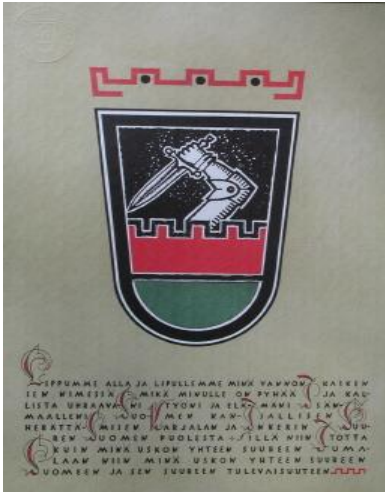 LIPPUMME ALLA JA LIPULLEMME MINÄ VANNON KAIKEN
SEN NIMESSÄ MIKÄ MINULLE ON PYHÄÄ JA KAL
LISTA UHRAAVANI TYÖNI JA ELÄMÄNI ISÄN
MAALLENI SUOMEN KANSALLISEN
HERÄTTÄMISEN KARJALAN JA INKERIN SUU
REN SUOMEN PUOLESTA SILLÄ NIIN TOTTA
KUIN MINÄ USKON YHTEEN SUUREEN JUMA
LAAN NIIN MINÄ USKON YHTEEN SUUREEN
SUOMEEN JA SEN SUUREEN TULEVAISUUTEEN